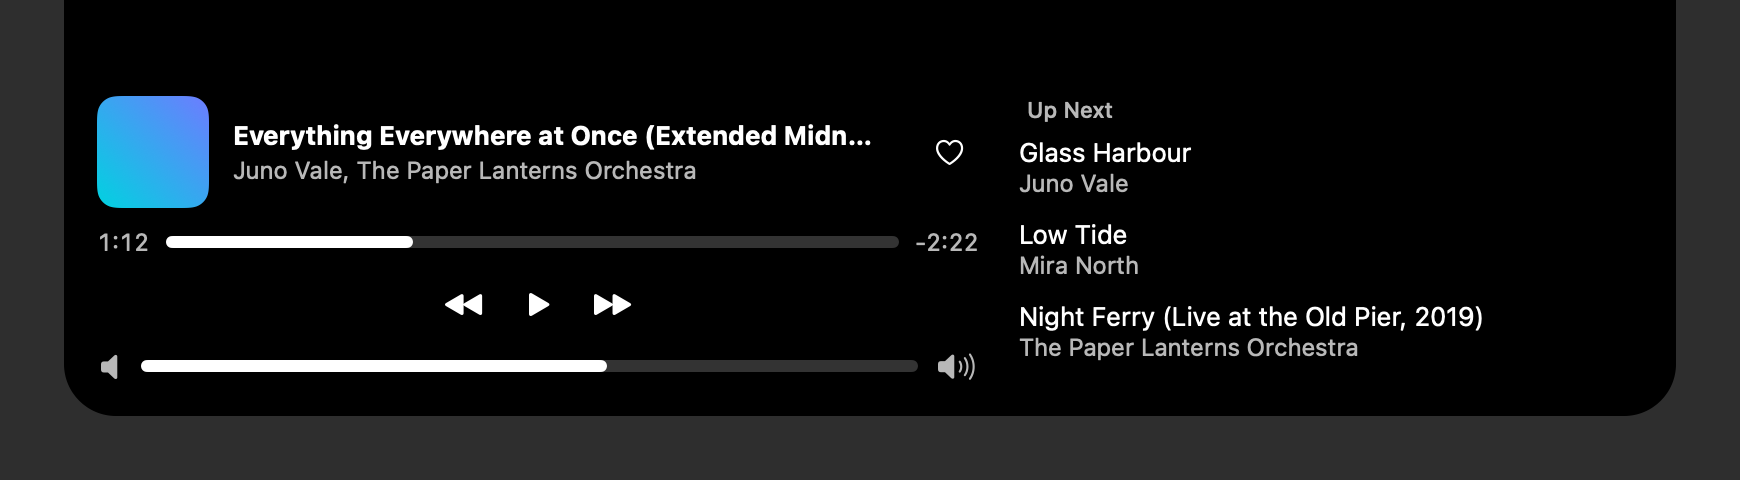 Everything Everywhere at Once (Extended Midn...
Juno Vale, The Paper Lanterns Orchestra
1:12
-2:22
Up Next
Glass Harbour
Juno Vale
Low Tide
Mira North
Night Ferry (Live at the Old Pier, 2019)
The Paper Lanterns Orchestra